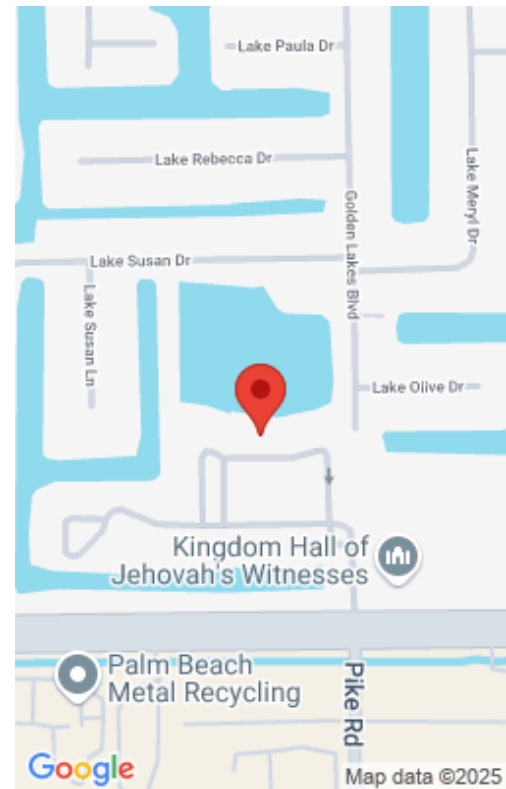 Lake Paula Dr
Lake Rebecca Dr
Lake Meryl Dr
Golden Lakes Blvd
Lake Susan Dr
Lake Susan Ln
Lake Olive Dr
Kingdom Hall of
Jehovah's Witnesses
Palm Beach
Metal Recycling
Pike Rd
Google
Map data ©2025